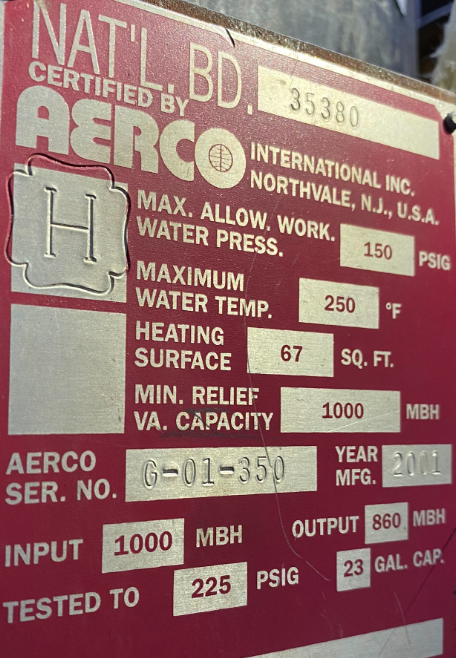 NAT'L. BD. 35380
CERTIFIED BY
AERCO
INTERNATIONAL INC.
NORTHVALE, N.J., U.S.A.
H
MAX. ALLOW. WORK.
WATER PRESS. 150 PSIG
MAXIMUM
WATER TEMP. 250 °F
HEATING
SURFACE 67 SQ. FT.
MIN. RELIEF
VA. CAPACITY 1000 MBH
AERCO
SER. NO. G-01-350
YEAR
MFG. 2001
INPUT 1000 MBH OUTPUT 860 MBH
TESTED TO 225 PSIG 23 GAL. CAP.